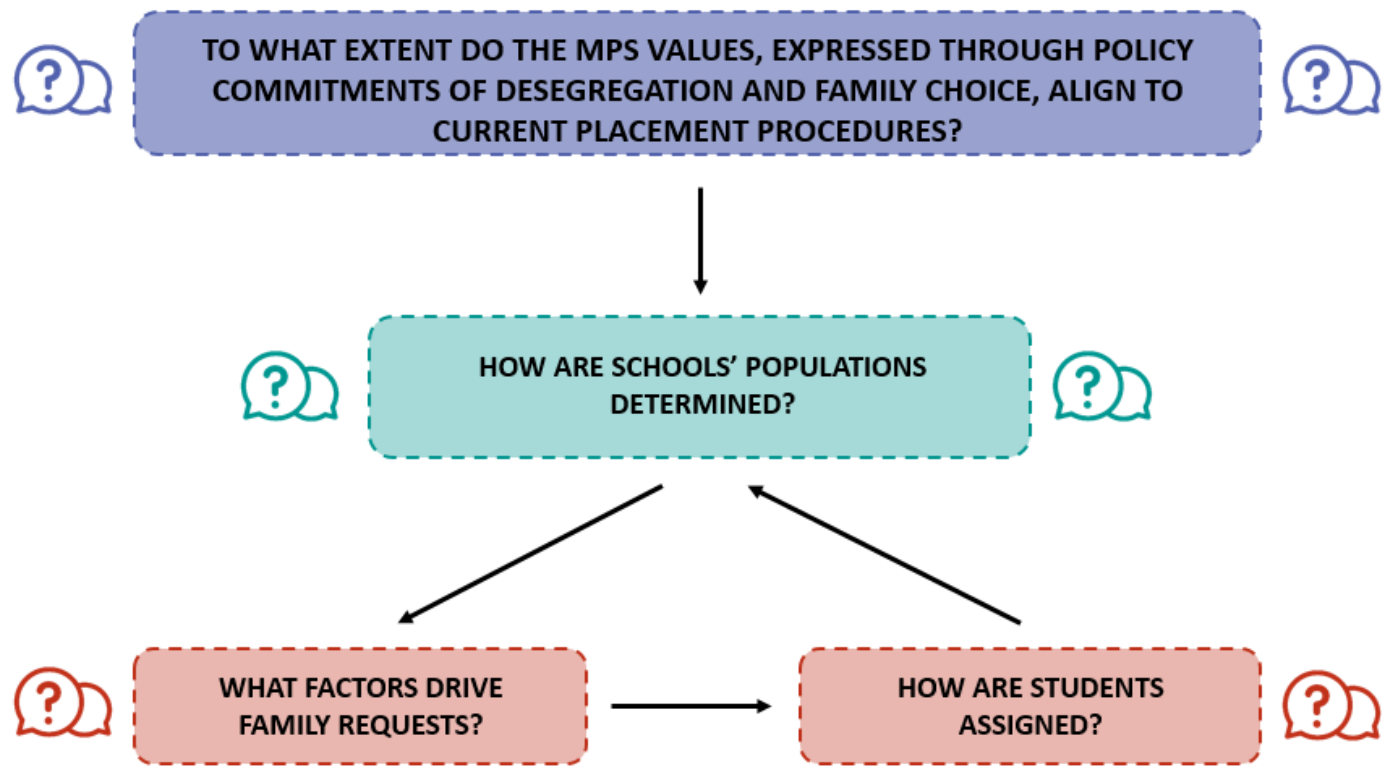 TO WHAT EXTENT DO THE MPS VALUES, EXPRESSED THROUGH POLICY
COMMITMENTS OF DESEGREGATION AND FAMILY CHOICE, ALIGN TO
CURRENT PLACEMENT PROCEDURES?
?
?
HOW ARE SCHOOLS’ POPULATIONS
DETERMINED?
?
?
WHAT FACTORS DRIVE
FAMILY REQUESTS?
?
HOW ARE STUDENTS
ASSIGNED?
?